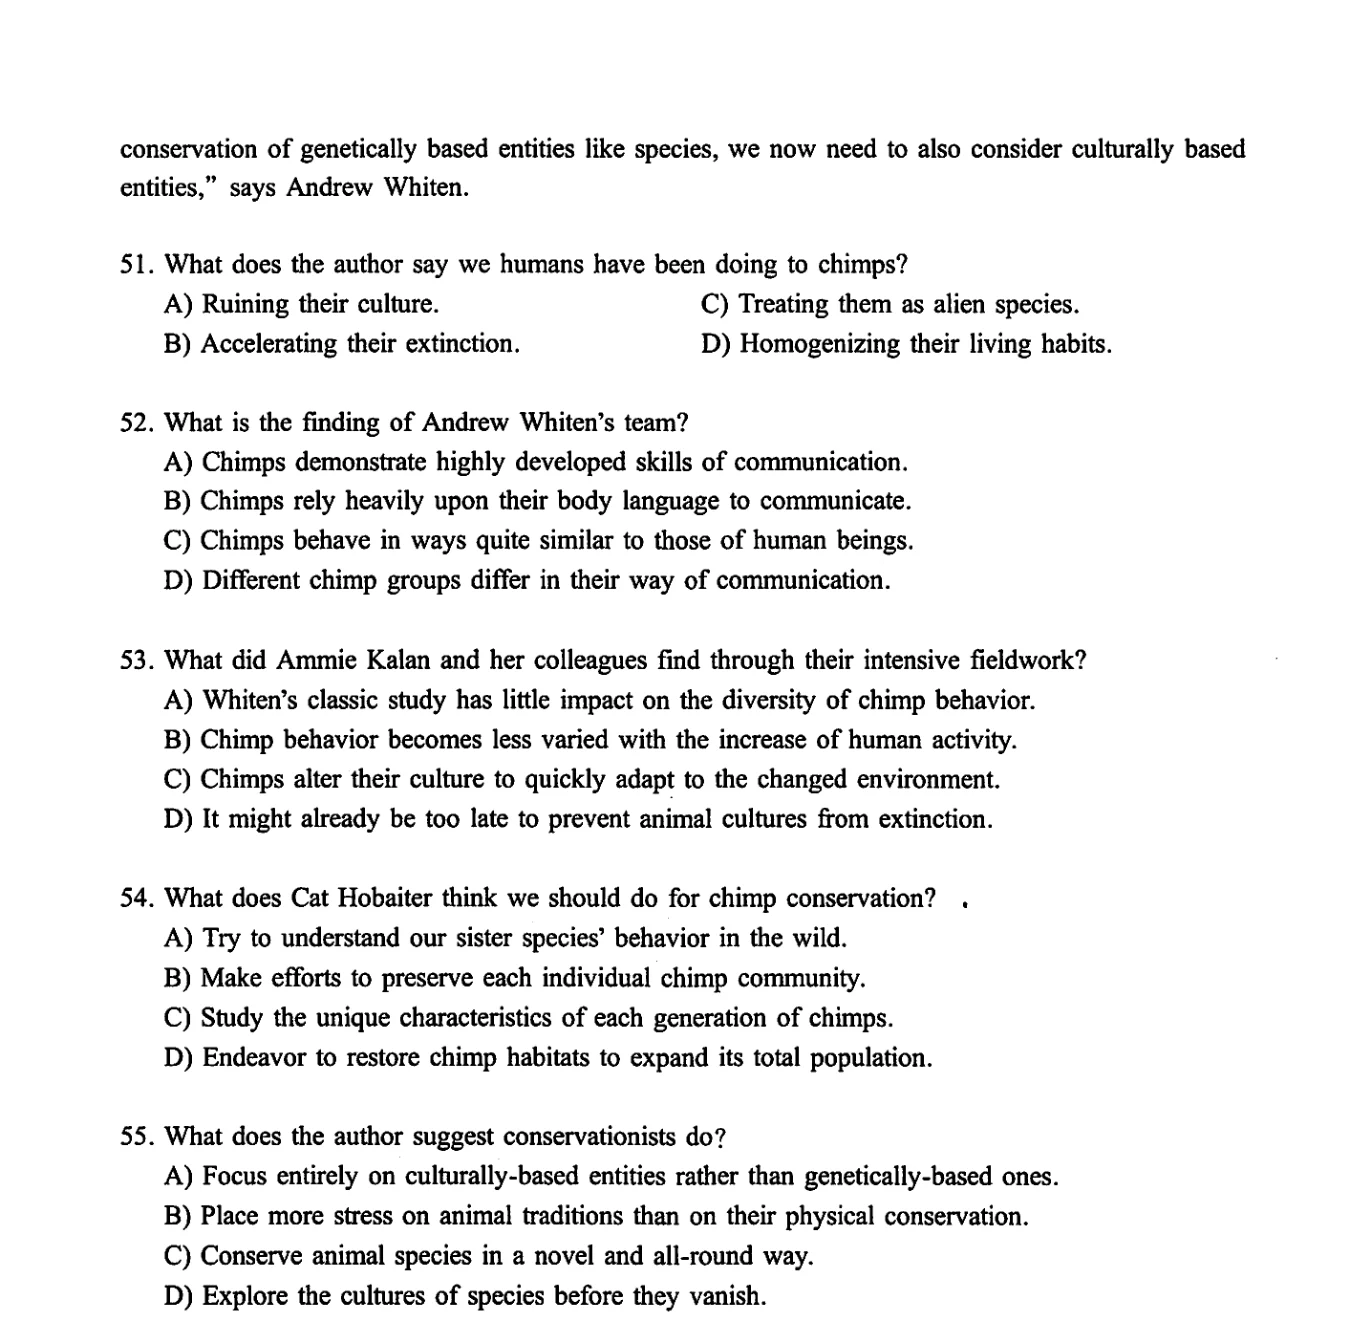 conservation of genetically based entities like species, we now need to also consider culturally based
entities,” says Andrew Whiten.
51. What does the author say we humans have been doing to chimps?
A) Ruining their culture.
C) Treating them as alien species.
B) Accelerating their extinction.
D) Homogenizing their living habits.
52. What is the finding of Andrew Whiten’s team?
A) Chimps demonstrate highly developed skills of communication.
B) Chimps rely heavily upon their body language to communicate.
C) Chimps behave in ways quite similar to those of human beings.
D) Different chimp groups differ in their way of communication.
53. What did Ammie Kalan and her colleagues find through their intensive fieldwork?
A) Whiten’s classic study has little impact on the diversity of chimp behavior.
B) Chimp behavior becomes less varied with the increase of human activity.
C) Chimps alter their culture to quickly adapt to the changed environment.
D) It might already be too late to prevent animal cultures from extinction.
54. What does Cat Hobaiter think we should do for chimp conservation?
A) Try to understand our sister species’ behavior in the wild.
B) Make efforts to preserve each individual chimp community.
C) Study the unique characteristics of each generation of chimps.
D) Endeavor to restore chimp habitats to expand its total population.
55. What does the author suggest conservationists do?
A) Focus entirely on culturally-based entities rather than genetically-based ones.
B) Place more stress on animal traditions than on their physical conservation.
C) Conserve animal species in a novel and all-round way.
D) Explore the cultures of species before they vanish.